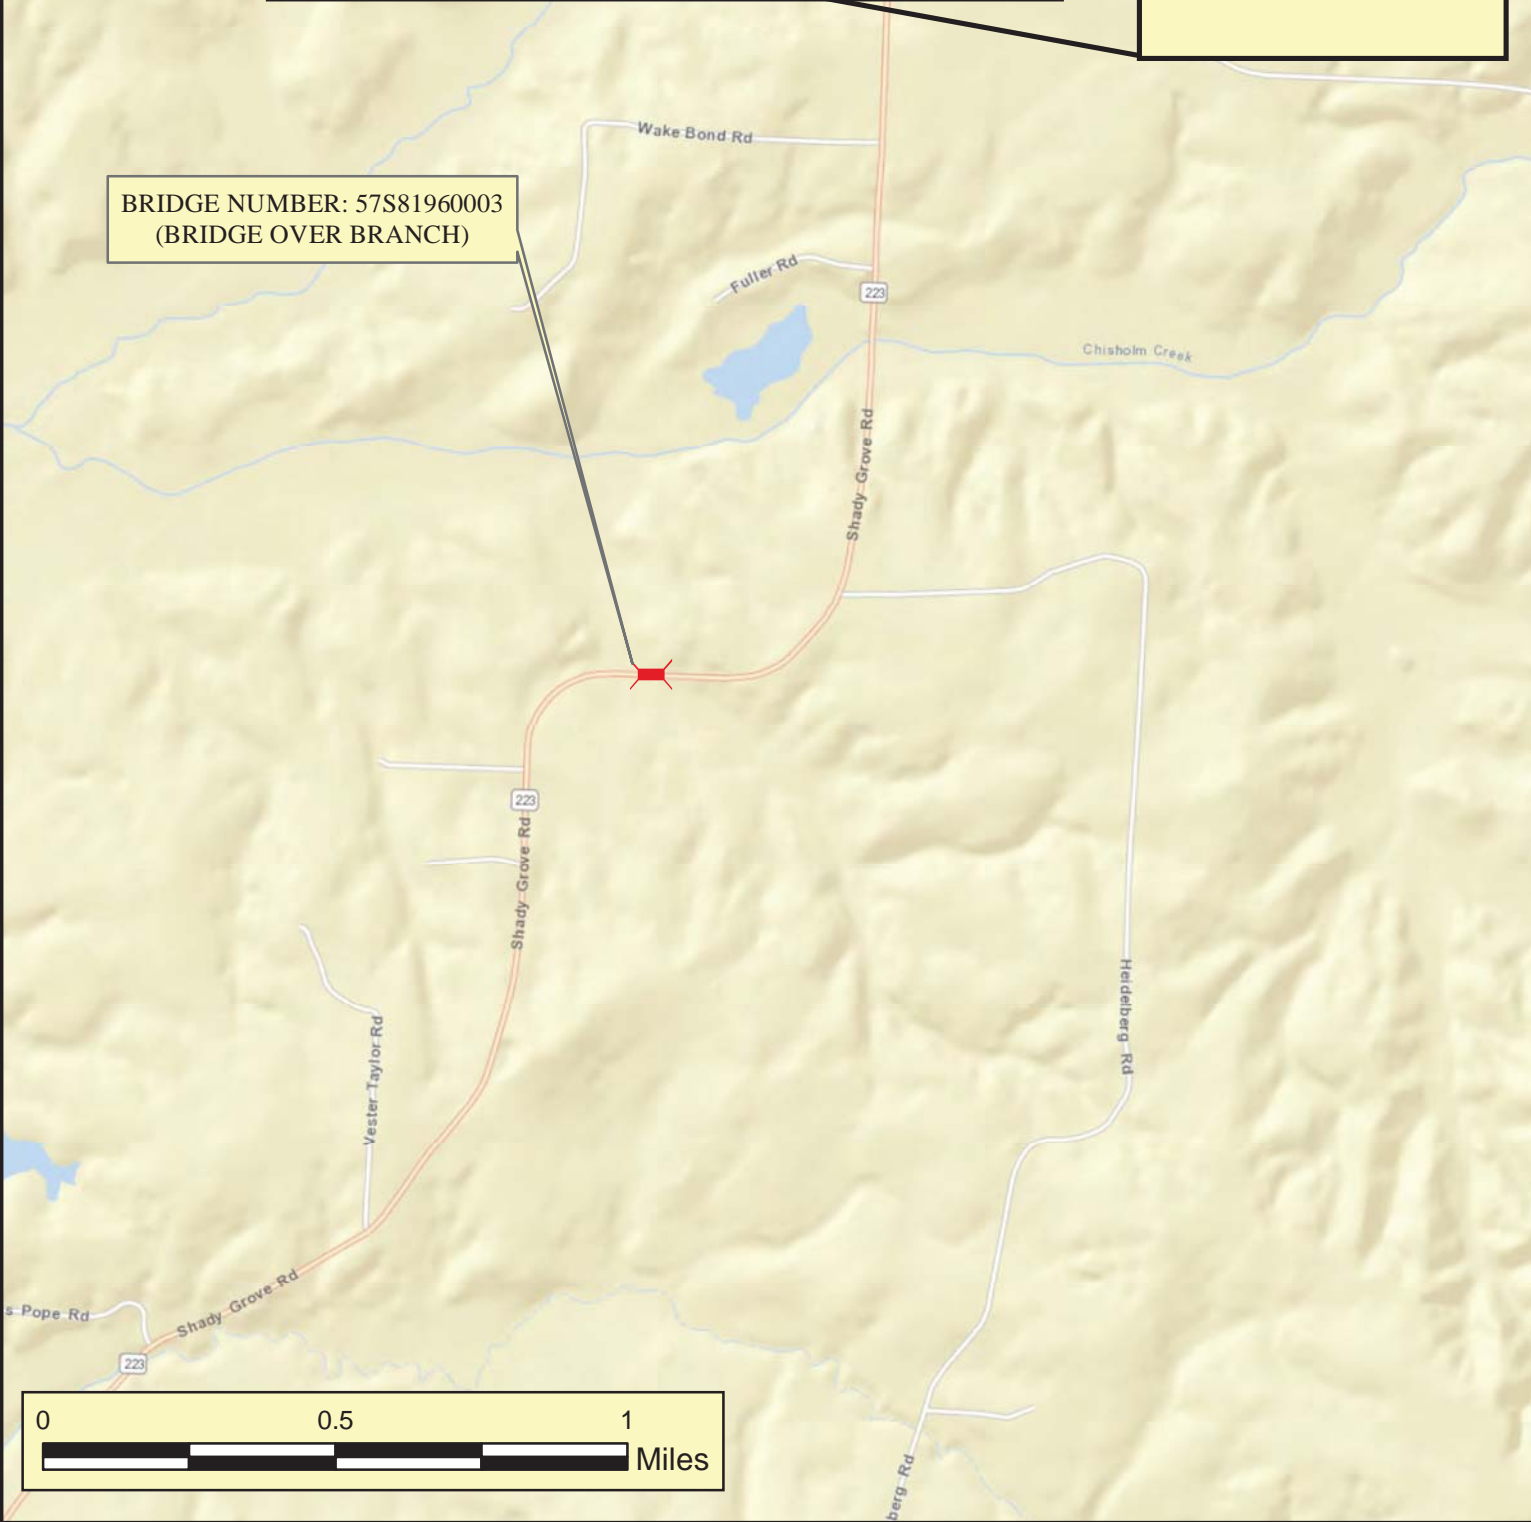 Wake Bond Rd
BRIDGE NUMBER: 57S81960003
(BRIDGE OVER BRANCH)
Fuller Rd
223
Chisholm Creek
Shady Grove Rd
223
Shady Grove Rd
Heidelberg Rd
Vester Taylor Rd
Shady Grove Rd
s Pope Rd
223
0 0.5 1
Miles
berg Rd